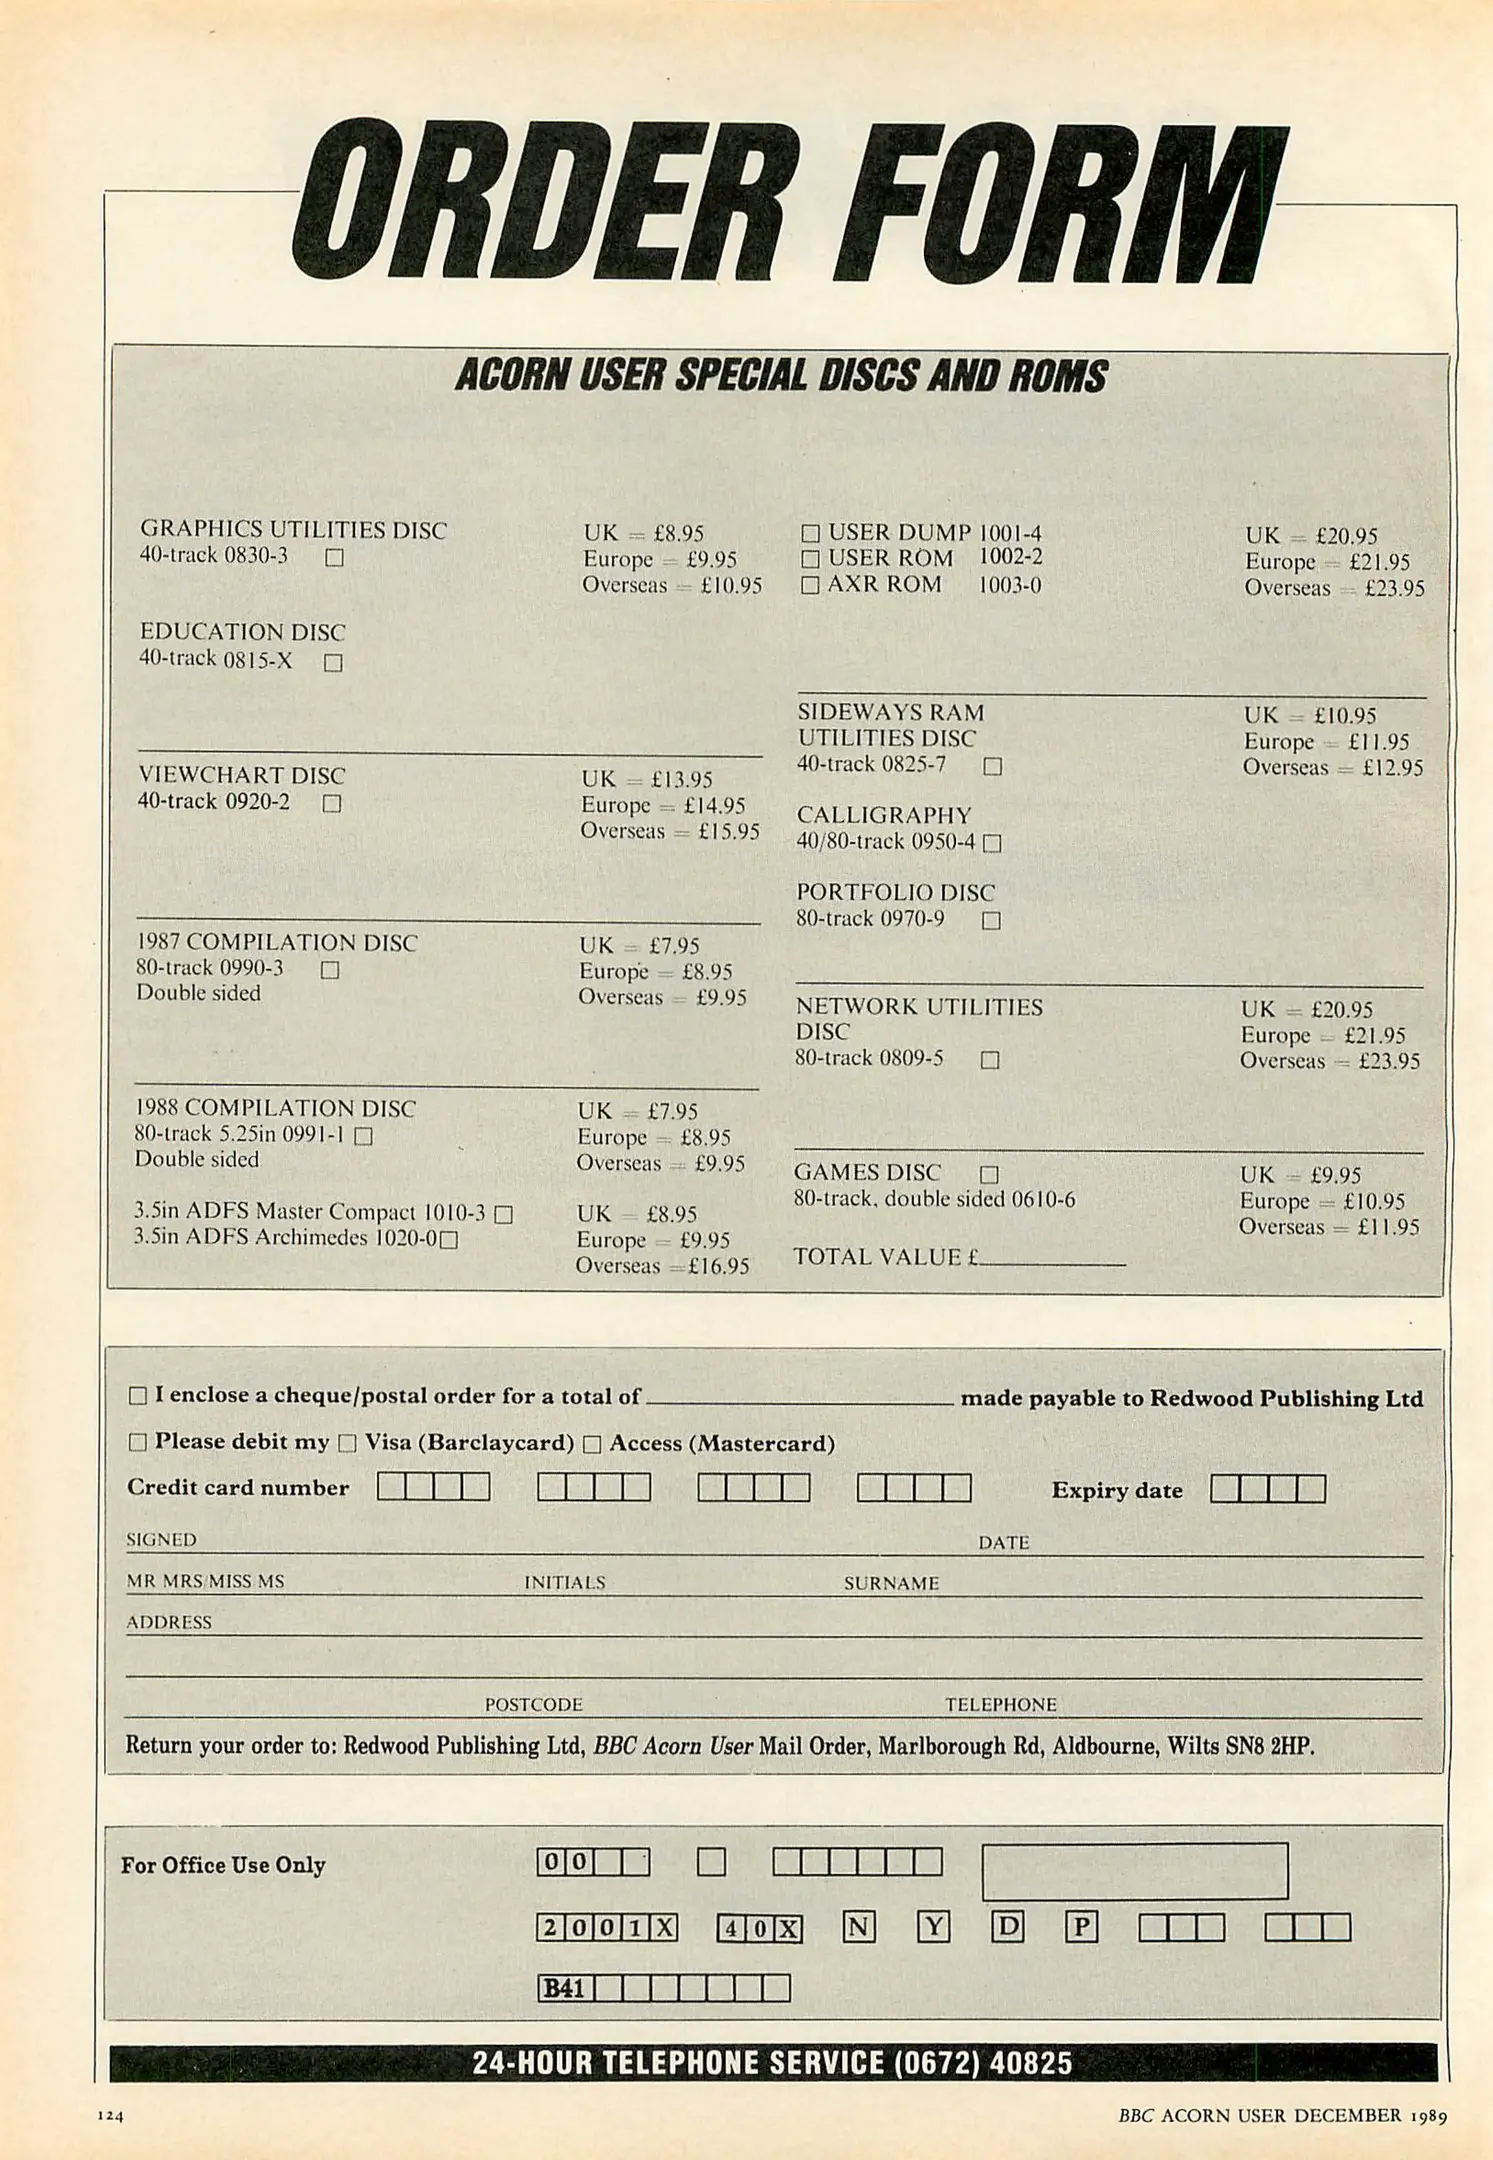 ORDER FORM
ACORN USER SPECIAL DISCS AND ROMS
GRAPHICS UTILITIES DISC
40-track 0830-3 □
UK = £8.95
Europe = £9.95
Overseas = £10.95
EDUCATION DISC
40-track 0815-X □
VIEWCHART DISC
40-track 0920-2 □
UK = £13.95
Europe = £14.95
Overseas = £15.95
1987 COMPILATION DISC
80-track 0990-3 □
Double sided
UK = £7.95
Europe = £8.95
Overseas = £9.95
1988 COMPILATION DISC
80-track 5.25in 0991-1 □
Double sided
UK = £7.95
Europe = £8.95
Overseas = £9.95
3.5in ADFS Master Compact 1010-3 □
3.5in ADFS Archimedes 1020-0□
UK = £8.95
Europe = £9.95
Overseas =£16.95
□ USER DUMP 1001-4
□ USER ROM 1002-2
□ AXR ROM 1003-0
UK = £20.95
Europe = £21.95
Overseas = £23.95
SIDEWAYS RAM
UTILITIES DISC
40-track 0825-7 □
UK = £10.95
Europe = £11.95
Overseas = £12.95
CALLIGRAPHY
40/80-track 0950-4 □
PORTFOLIO DISC
80-track 0970-9 □
NETWORK UTILITIES
DISC
80-track 0809-5 □
UK = £20.95
Europe = £21.95
Overseas = £23.95
GAMES DISC □
80-track, double sided 0610-6
UK = £9.95
Europe = £10.95
Overseas = £11.95
TOTAL VALUE £
□ I enclose a cheque/postal order for a total of made payable to Redwood Publishing Ltd
□ Please debit my □ Visa (Barclaycard) □ Access (Mastercard)
Credit card number Expiry date
SIGNED DATE
MR MRS/MISS MS INITIALS SURNAME
ADDRESS
POSTCODE TELEPHONE
Return your order to: Redwood Publishing Ltd, BBC Acorn User Mail Order, Marlborough Rd, Aldbourne, Wilts SN8 2HP.
For Office Use Only
0 0
2 0 0 1 X 4 0 X N Y D P
B41
24-HOUR TELEPHONE SERVICE (0672) 40825
124
BBC ACORN USER DECEMBER 1989